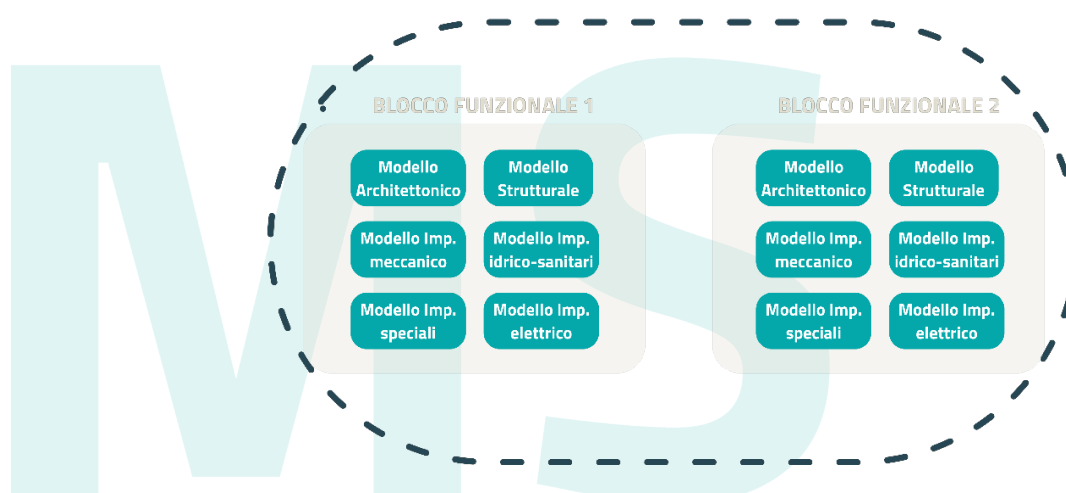 MS
BLOCCO FUNZIONALE 1
BLOCCO FUNZIONALE 2
Modello
Architettonico
Modello
Strutturale
Modello Imp.
meccanico
Modello Imp.
idrico-sanitari
Modello Imp.
speciali
Modello Imp.
elettrico
Modello
Architettonico
Modello
Strutturale
Modello Imp.
meccanico
Modello Imp.
idrico-sanitari
Modello Imp.
speciali
Modello Imp.
elettrico